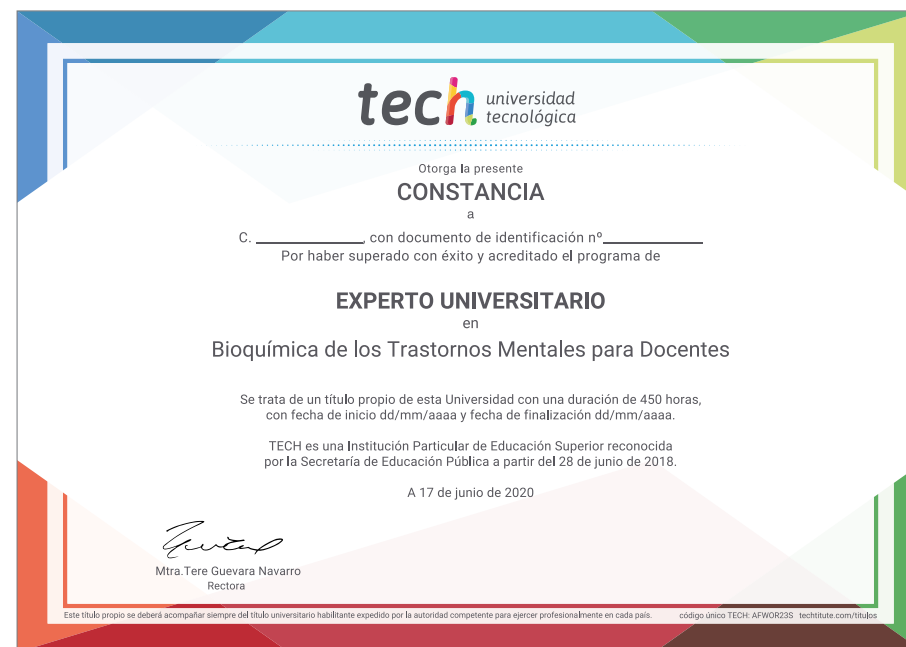 tech universidad
tecnológica
Otorga la presente
CONSTANCIA
a
C. ____________, con documento de identificación nº____________
Por haber superado con éxito y acreditado el programa de
EXPERTO UNIVERSITARIO
en
Bioquímica de los Trastornos Mentales para Docentes
Se trata de un título propio de esta Universidad con una duración de 450 horas,
con fecha de inicio dd/mm/aaaa y fecha de finalización dd/mm/aaaa.
TECH es una Institución Particular de Educación Superior reconocida
por la Secretaría de Educación Pública a partir del 28 de junio de 2018.
A 17 de junio de 2020
Mtra.Tere Guevara Navarro
Rectora
Este título propio se deberá acompañar siempre del título universitario habilitante expedido por la autoridad competente para ejercer profesionalmente en cada país. código único TECH: AFWOR23S techtitute.com/títulos